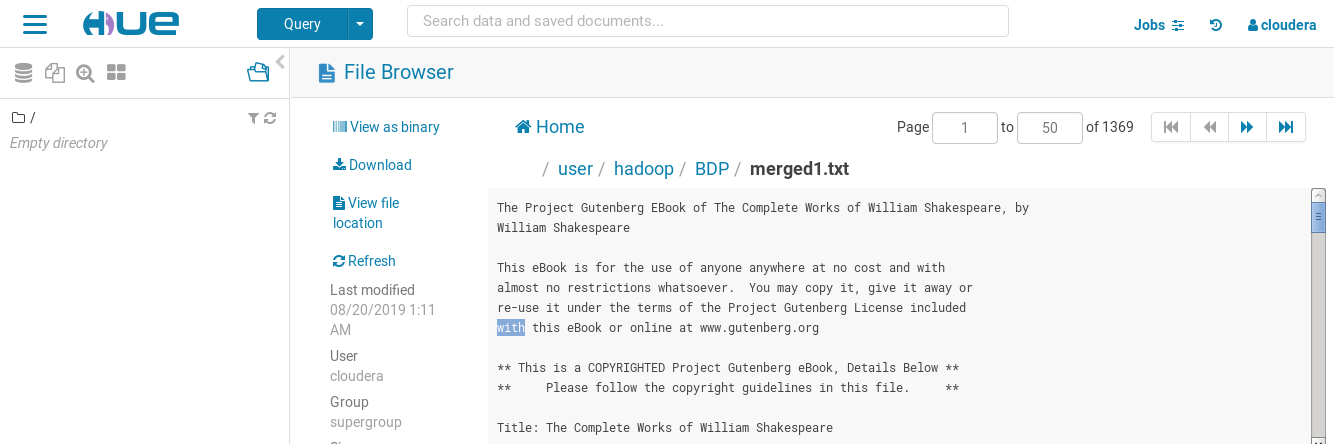 HUE
Query
Search data and saved documents...
Jobs
cloudera
File Browser
/
Empty directory
View as binary
Download
View file
location
Refresh
Last modified
08/20/2019 1:11
AM
User
cloudera
Group
supergroup
Home
Page 1 to 50 of 1369
/ user / hadoop / BDP / merged1.txt
The Project Gutenberg EBook of The Complete Works of William Shakespeare, by
William Shakespeare
This eBook is for the use of anyone anywhere at no cost and with
almost no restrictions whatsoever.  You may copy it, give it away or
re-use it under the terms of the Project Gutenberg License included
with this eBook or online at www.gutenberg.org
** This is a COPYRIGHTED Project Gutenberg eBook, Details Below **
**     Please follow the copyright guidelines in this file.     **
Title: The Complete Works of William Shakespeare